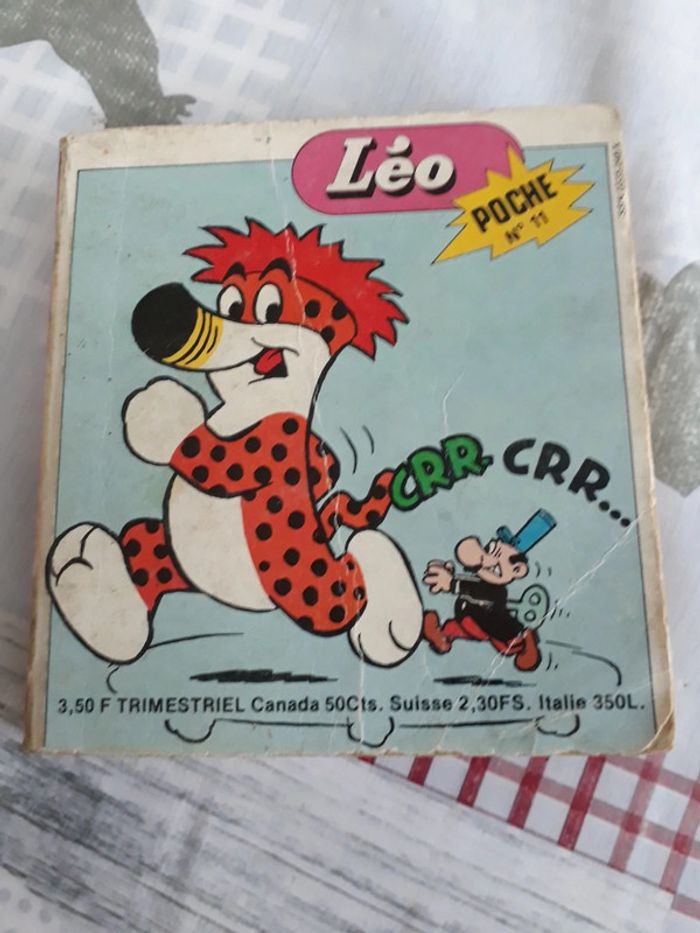 Léo
POCHE
N° 11
CRR. CRR...
3,50 F TRIMESTRIEL Canada 50Cts. Suisse 2,30FS. Italie 350L.